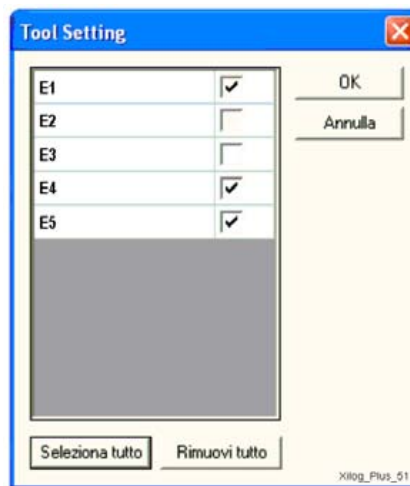 Tool Setting
E1
E2
E3
E4
E5
OK
Annulla
Seleziona tutto
Rimuovi tutto
Xilog_Plus_51